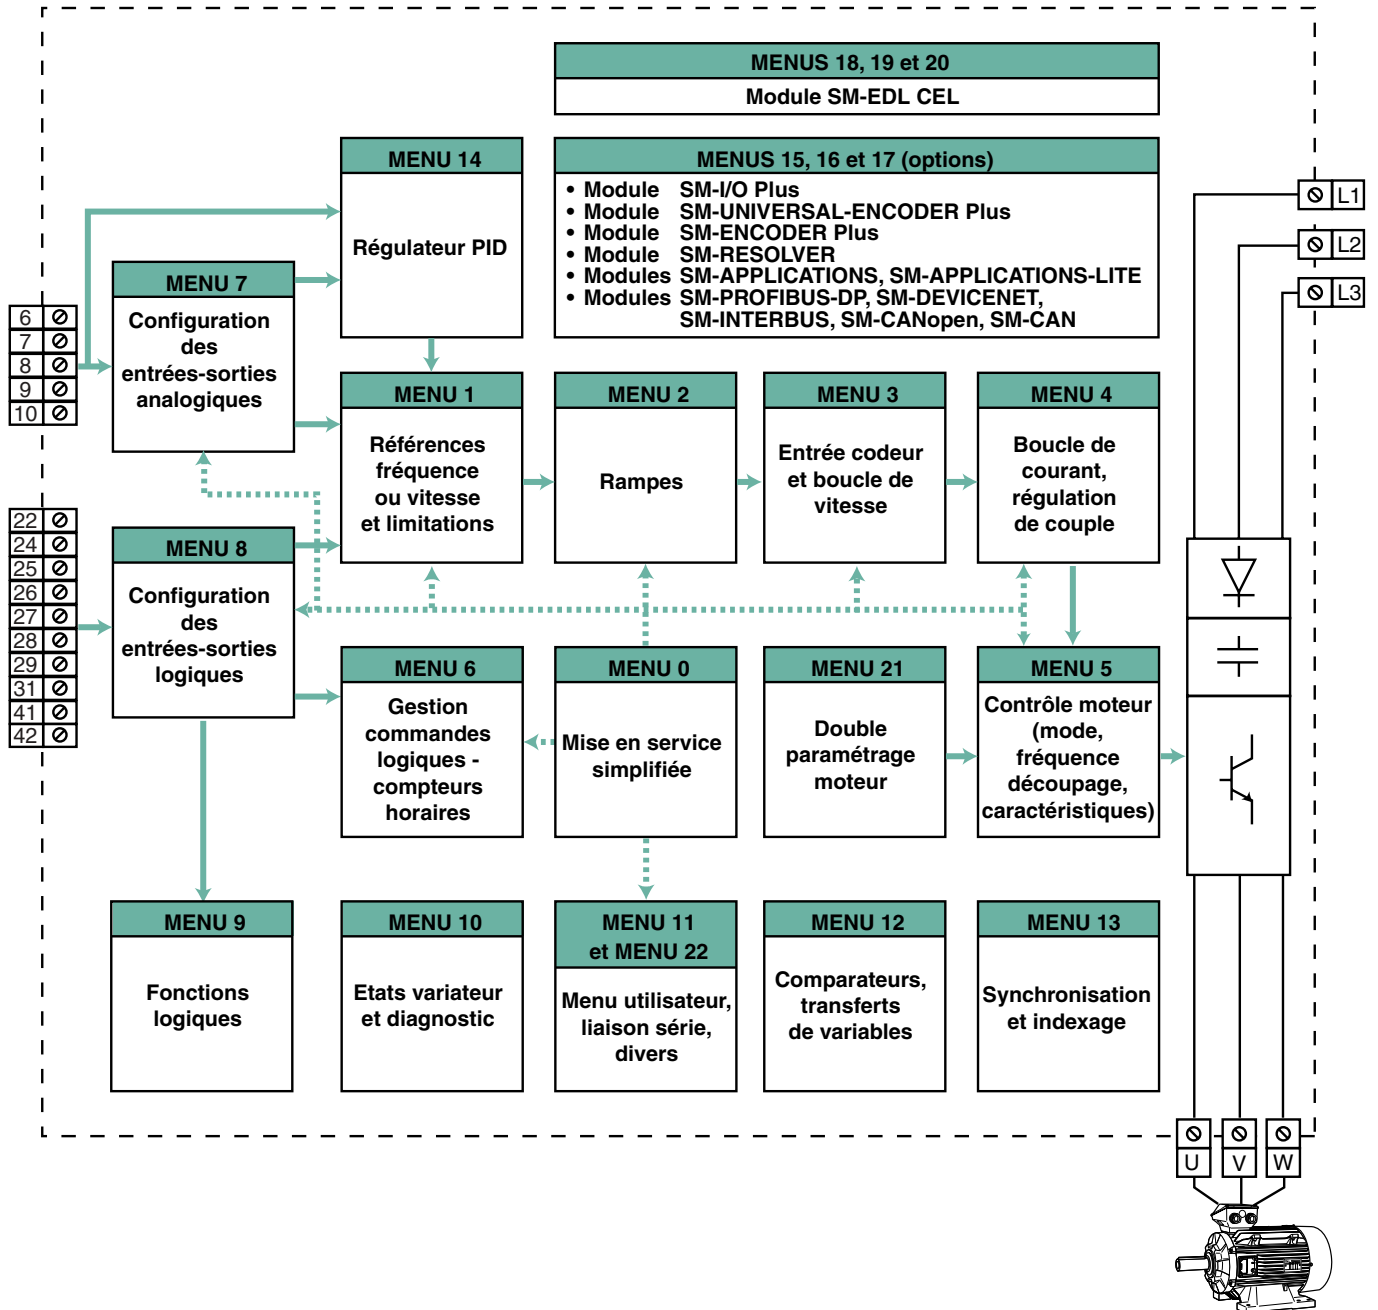 MENUS 18, 19 et 20
Module SM-EDL CEL
MENU 14
Régulateur PID
MENUS 15, 16 et 17 (options)
• Module SM-I/O Plus
• Module SM-UNIVERSAL-ENCODER Plus
• Module SM-ENCODER Plus
• Module SM-RESOLVER
• Modules SM-APPLICATIONS, SM-APPLICATIONS-LITE
• Modules SM-PROFIBUS-DP, SM-DEVICENET,
SM-INTERBUS, SM-CANopen, SM-CAN
L1
L2
L3
6
7
8
9
10
MENU 7
Configuration
des
entrées-sorties
analogiques
MENU 1
Références
fréquence
ou vitesse
et limitations
MENU 2
Rampes
MENU 3
Entrée codeur
et boucle de
vitesse
MENU 4
Boucle de
courant,
régulation
de couple
22
24
25
26
27
28
29
31
41
42
MENU 8
Configuration
des
entrées-sorties
logiques
MENU 6
Gestion
commandes
logiques -
compteurs
horaires
MENU 0
Mise en service
simplifiée
MENU 21
Double
paramétrage
moteur
MENU 5
Contrôle moteur
(mode,
fréquence
découpage,
caractéristiques)
MENU 9
Fonctions
logiques
MENU 10
Etats variateur
et diagnostic
MENU 11
et MENU 22
Menu utilisateur,
liaison série,
divers
MENU 12
Comparateurs,
transferts
de variables
MENU 13
Synchronisation
et indexage
U
V
W